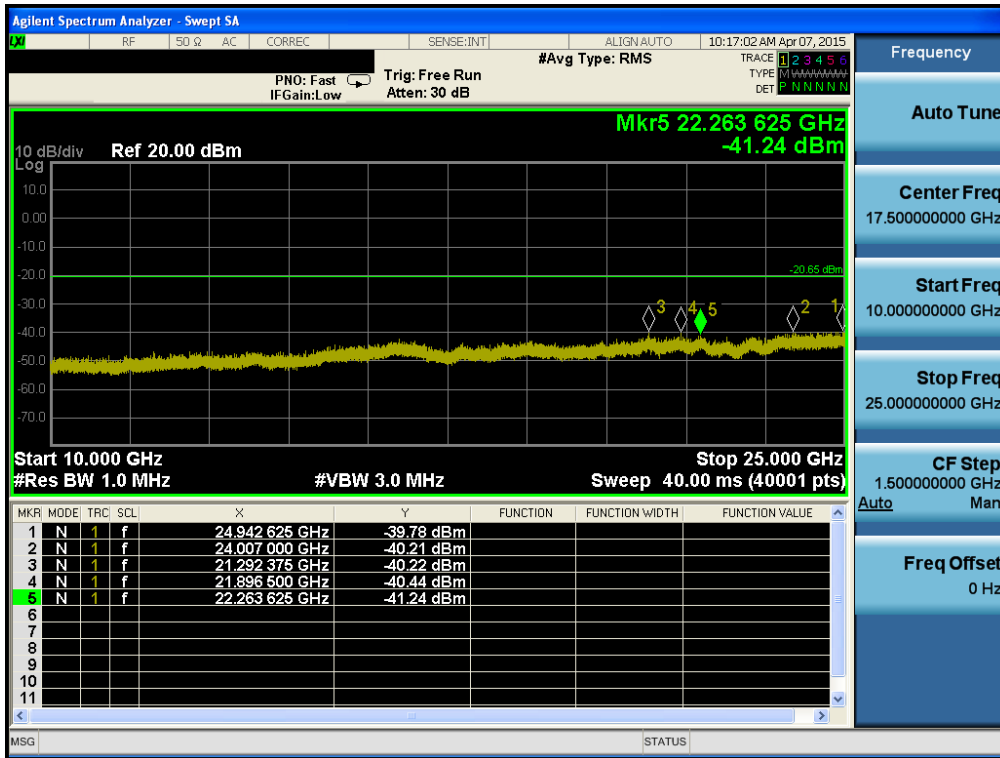 Agilent Spectrum Analyzer - Swept SA
LXI RF 50 Ω AC CORREC SENSE:INT ALIGN AUTO 10:17:02 AM Apr 07, 2015
#Avg Type: RMS TRACE 1 2 3 4 5 6
PNO: Fast Trig: Free Run TYPE M WWWWW
IFGain:Low Atten: 30 dB DET P N N N N N
Mkr5 22.263 625 GHz
-41.24 dBm
10 dB/div Ref 20.00 dBm
Log
10.0
0.00
-10.0
-20.0
-20.65 dBm
-30.0
3 4 5 2 1
-40.0
-50.0
-60.0
-70.0
Start 10.000 GHz Stop 25.000 GHz
#Res BW 1.0 MHz #VBW 3.0 MHz Sweep 40.00 ms (40001 pts)
MKR MODE TRC SCL X Y FUNCTION FUNCTION WIDTH FUNCTION VALUE
1 N 1 f 24.942 625 GHz -39.78 dBm
2 N 1 f 24.007 000 GHz -40.21 dBm
3 N 1 f 21.292 375 GHz -40.22 dBm
4 N 1 f 21.896 500 GHz -40.44 dBm
5 N 1 f 22.263 625 GHz -41.24 dBm
6
7
8
9
10
11
MSG STATUS
Frequency
Auto Tune
Center Freq
17.500000000 GHz
Start Freq
10.000000000 GHz
Stop Freq
25.000000000 GHz
CF Step
1.500000000 GHz
Auto Man
Freq Offset
0 Hz